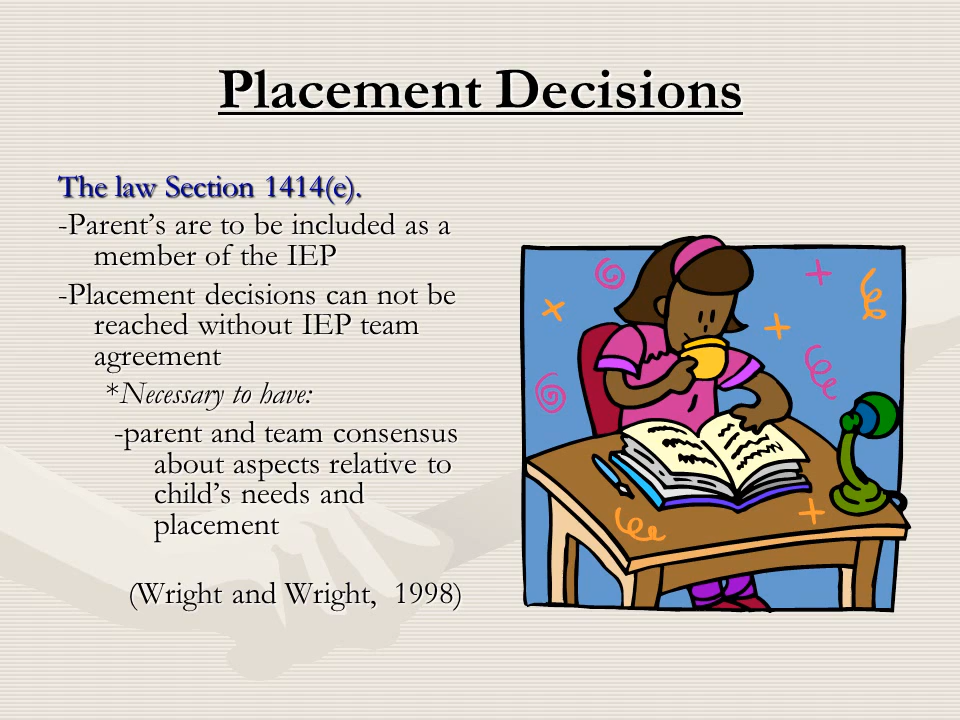 Placement Decisions
The law Section 1414(e).
-Parent's are to be included as a
member of the IEP
-Placement decisions can not be
reached without IEP team
agreement
*Necessary to have:
-parent and team consensus
about aspects relative to
child's needs and
placement
(Wright and Wright, 1998)